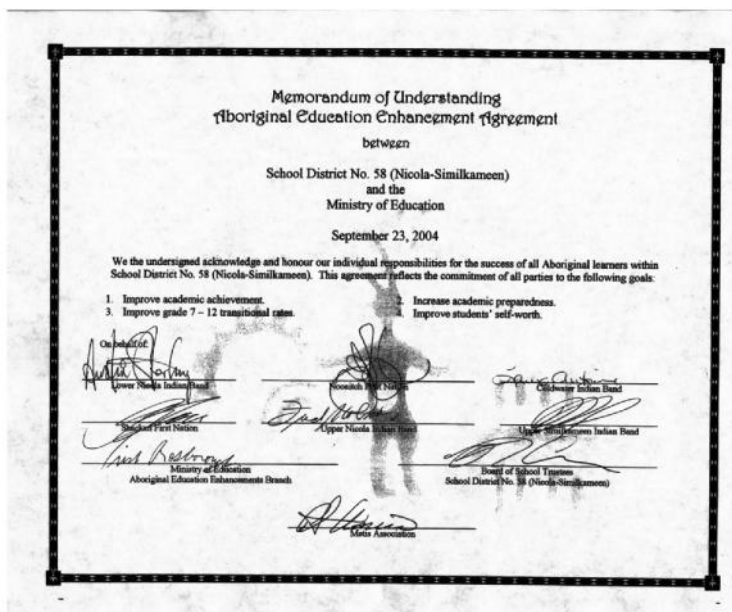 Memorandum of Understanding
Aboriginal Education Enhancement Agreement
between
School District No. 58 (Nicola-Similkameen)
and the
Ministry of Education
September 23, 2004
We the undersigned acknowledge and honour our individual responsibilities for the success of all Aboriginal learners within
School District No. 58 (Nicola-Similkameen). This agreement reflects the commitment of all parties to the following goals:
1. Improve academic achievement.
2. Increase academic preparedness.
3. Improve grade 7 – 12 transitional rates.
4. Improve students' self-worth.
On behalf of:
Lower Nicola Indian Band
Nooaitch First Nation
Coldwater Indian Band
First Nation
Upper Nicola Indian Band
Upper Similkameen Indian Band
Ministry of Education
Aboriginal Education Enhancements Branch
Board of School Trustees
School District No. 58 (Nicola-Similkameen)
Metis Association